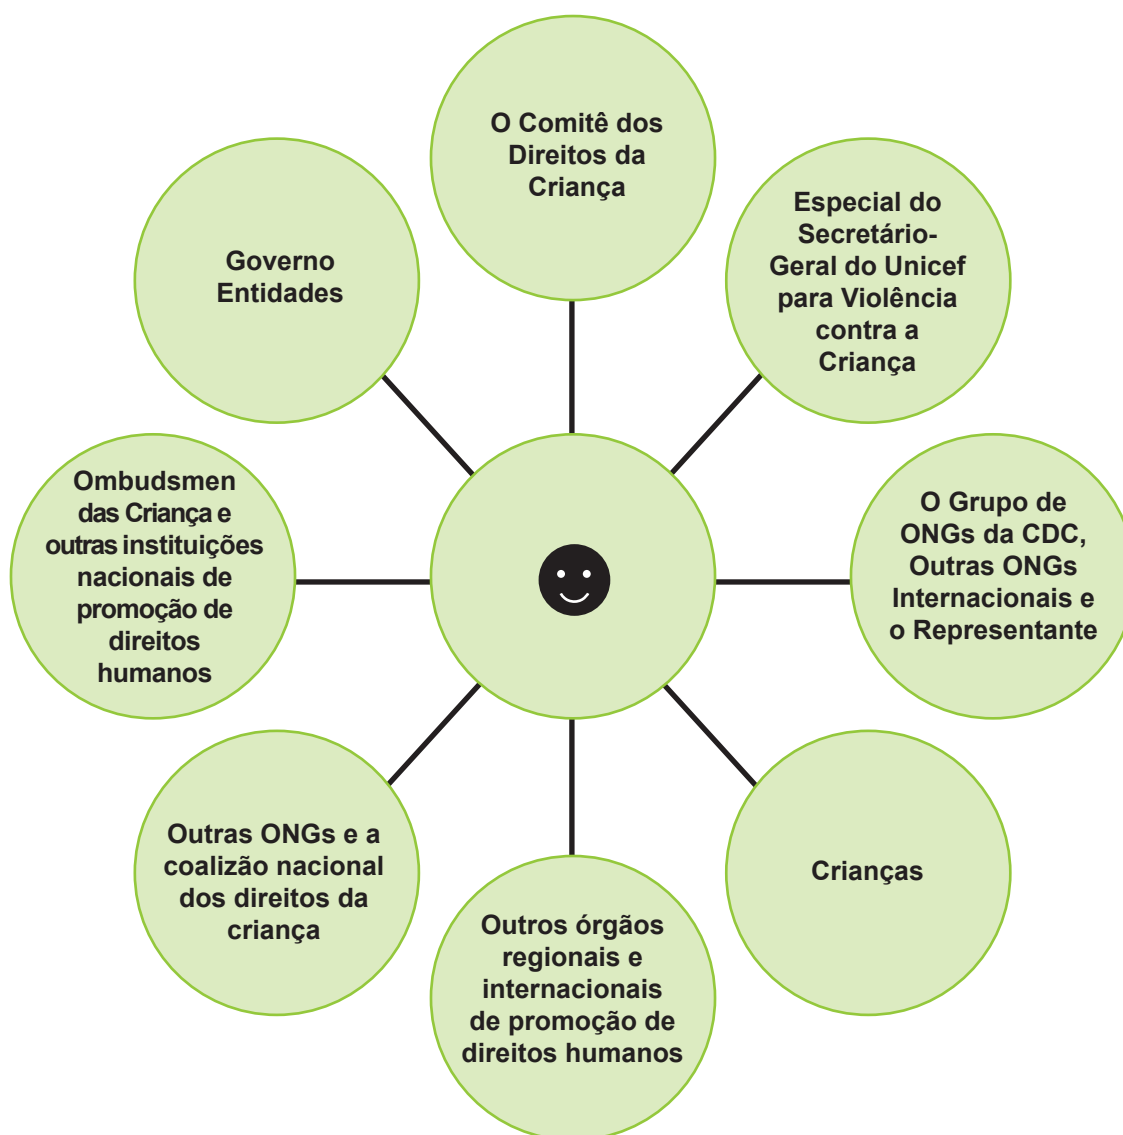 O Comitê dos
Direitos da
Criança
Especial do
Secretário-
Geral do Unicef
para Violência
contra a
Criança
O Grupo de
ONGs da CDC,
Outras ONGs
Internacionais e
o Representante
Crianças
Outros órgãos
regionais e
internacionais
de promoção de
direitos humanos
Outras ONGs e a
coalizão nacional
dos direitos da
criança
Ombudsmen
das Criança e
outras instituições
nacionais de
promoção de
direitos
humanos
Governo
Entidades